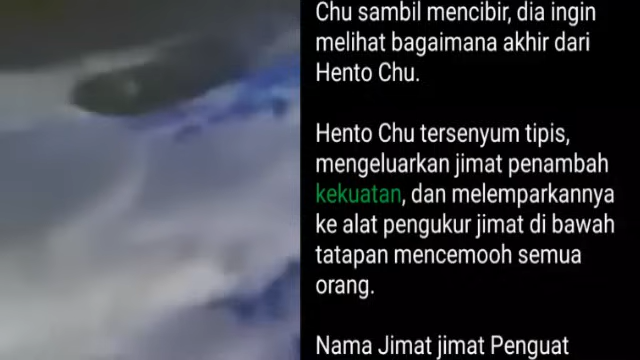 Chu sambil mencibir, dia ingin
melihat bagaimana akhir dari
Hento Chu.
Hento Chu tersenyum tipis,
mengeluarkan jimat penambah
kekuatan, dan melemparkannya
ke alat pengukur jimat di bawah
tatapan mencemooh semua
orang.
Nama Jimat jimat Penguat